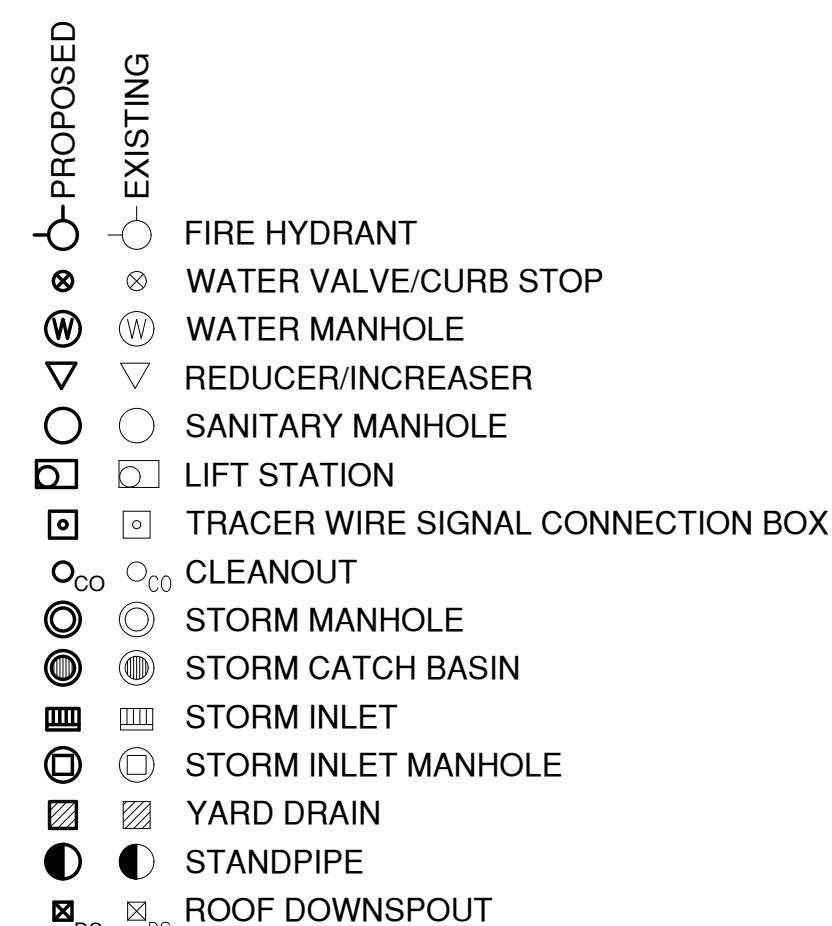 PROPOSED
EXISTING
FIRE HYDRANT
WATER VALVE/CURB STOP
W W WATER MANHOLE
REDUCER/INCREASER
SANITARY MANHOLE
LIFT STATION
TRACER WIRE SIGNAL CONNECTION BOX
CO CO CLEANOUT
STORM MANHOLE
STORM CATCH BASIN
STORM INLET
STORM INLET MANHOLE
YARD DRAIN
STANDPIPE
ROOF DOWNSPOUT